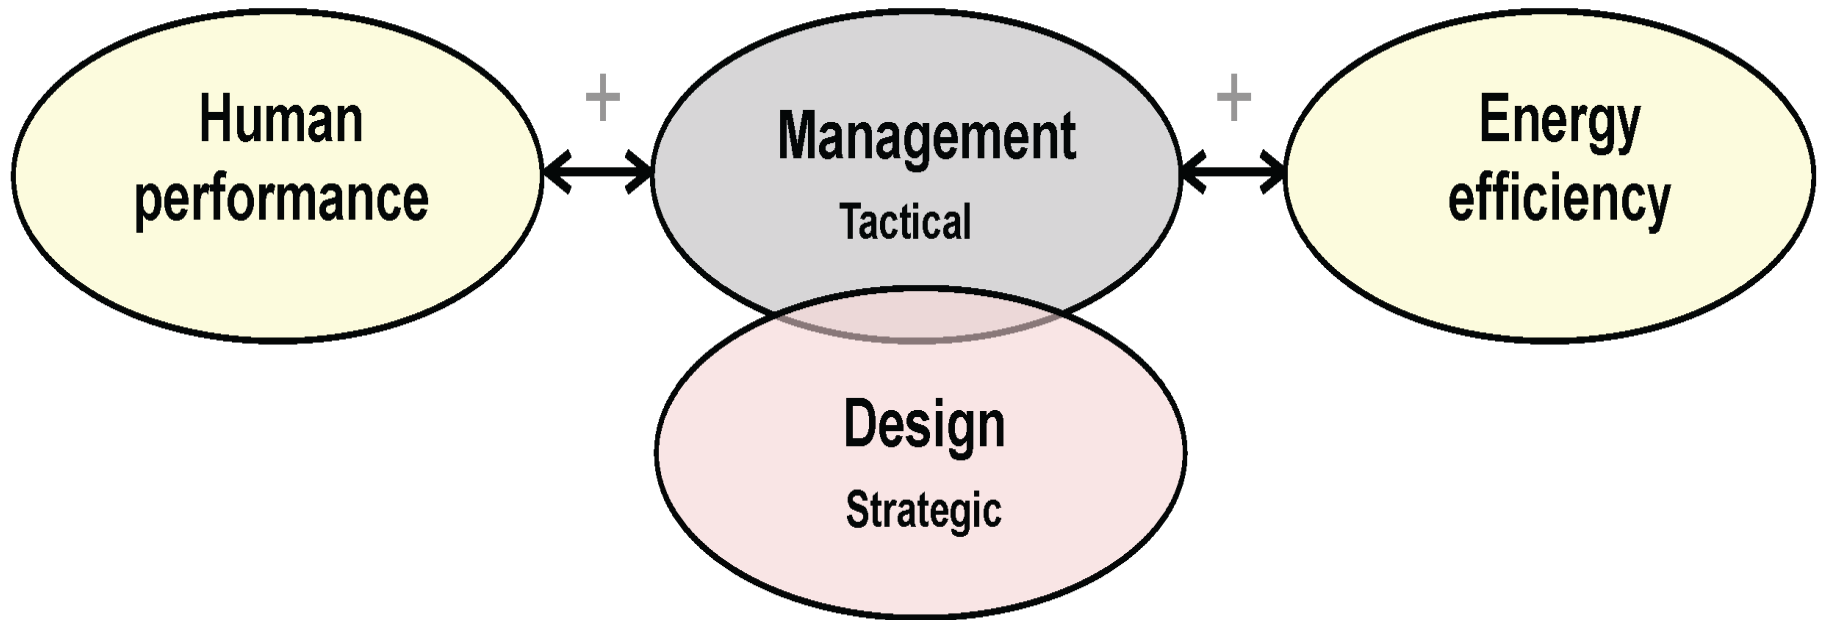 Human
performance
+
Management
Tactical
+
Energy
efficiency
Design
Strategic